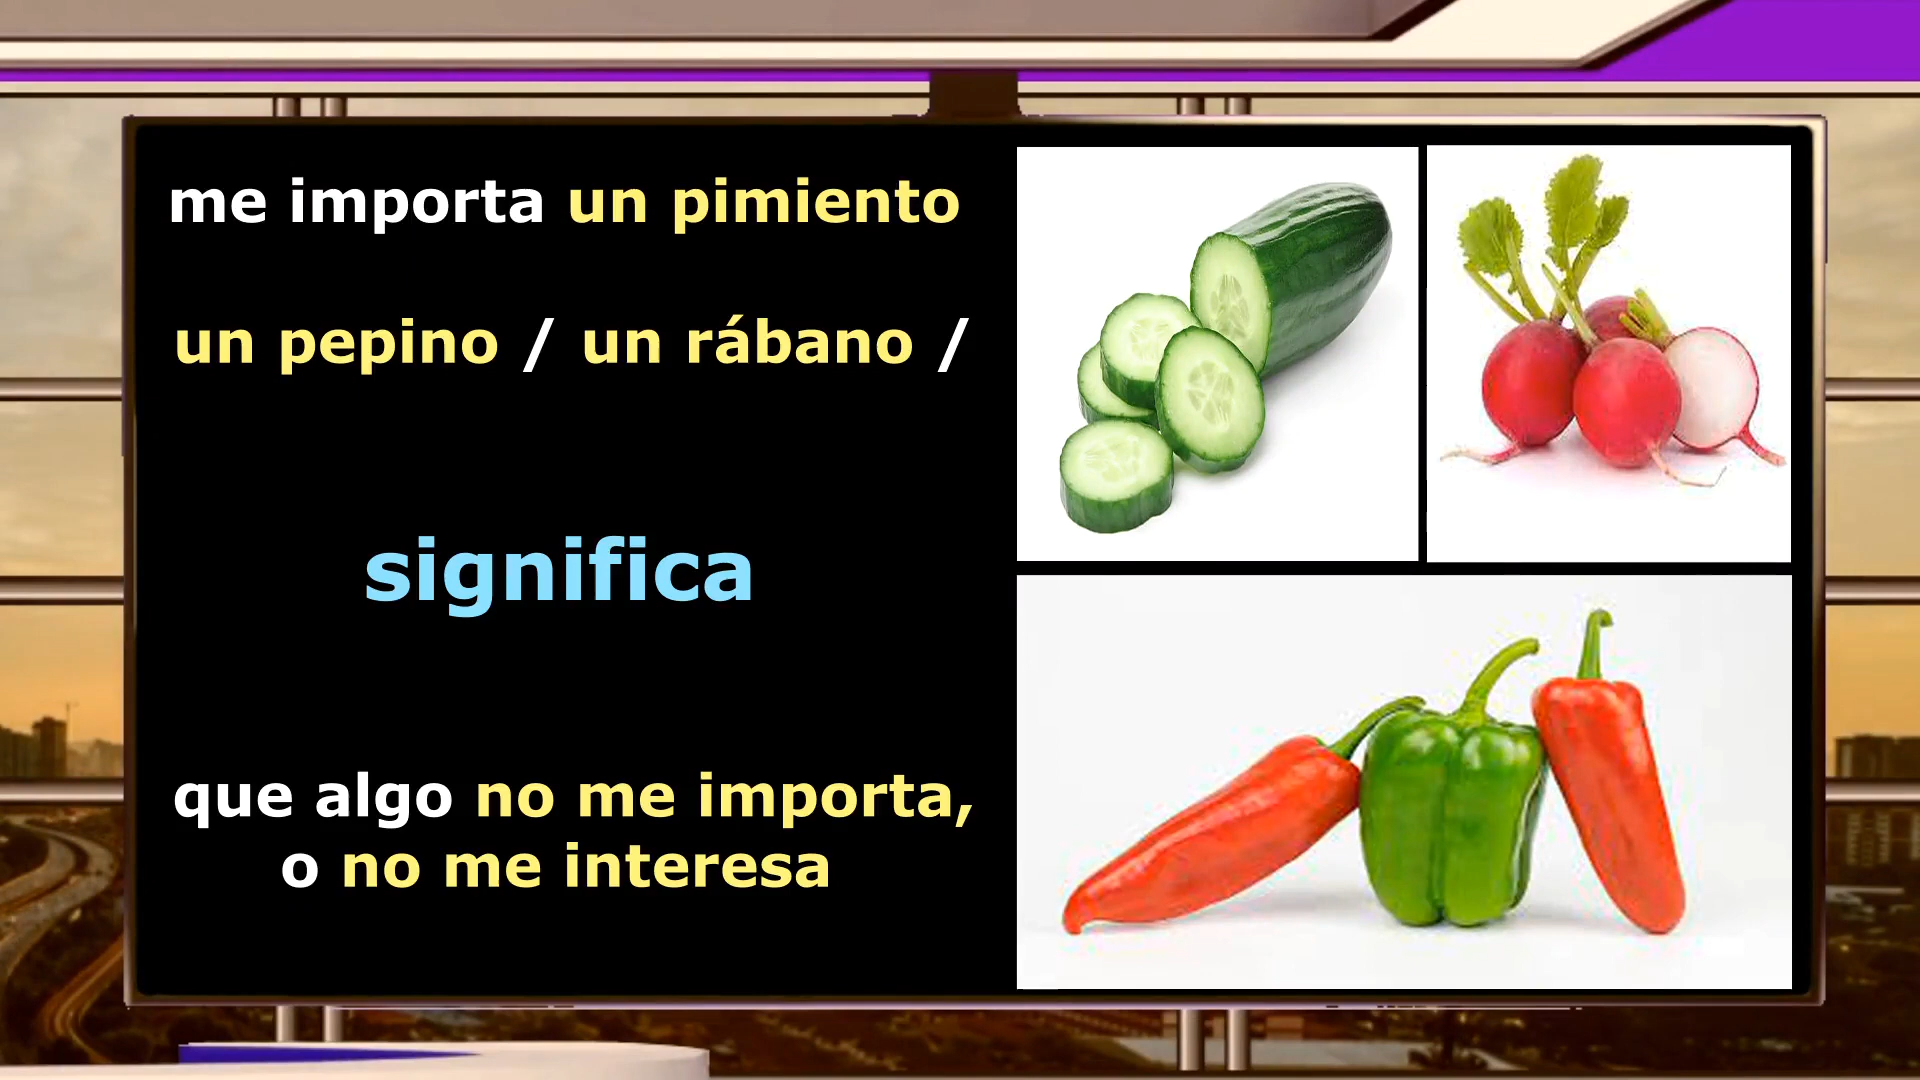 me importa un pimiento
un pepino / un rábano /
significa
que algo no me importa,
o no me interesa